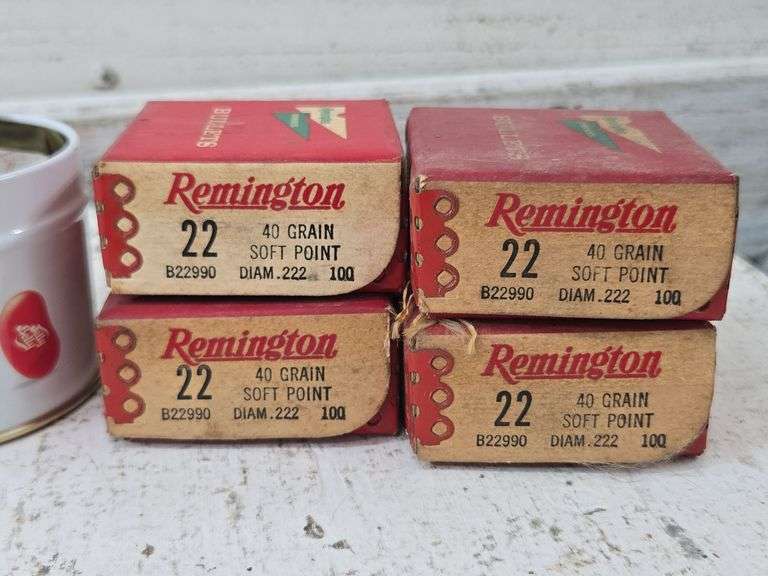 BULLETS
Remington
22 40 GRAIN
SOFT POINT
B22990 DIAM .222 100
BULLETS
Remington
22 40 GRAIN
SOFT POINT
B22990 DIAM .222 100
Remington
22 40 GRAIN
SOFT POINT
B22990 DIAM .222 100
Remington
22 40 GRAIN
SOFT POINT
B22990 DIAM .222 100